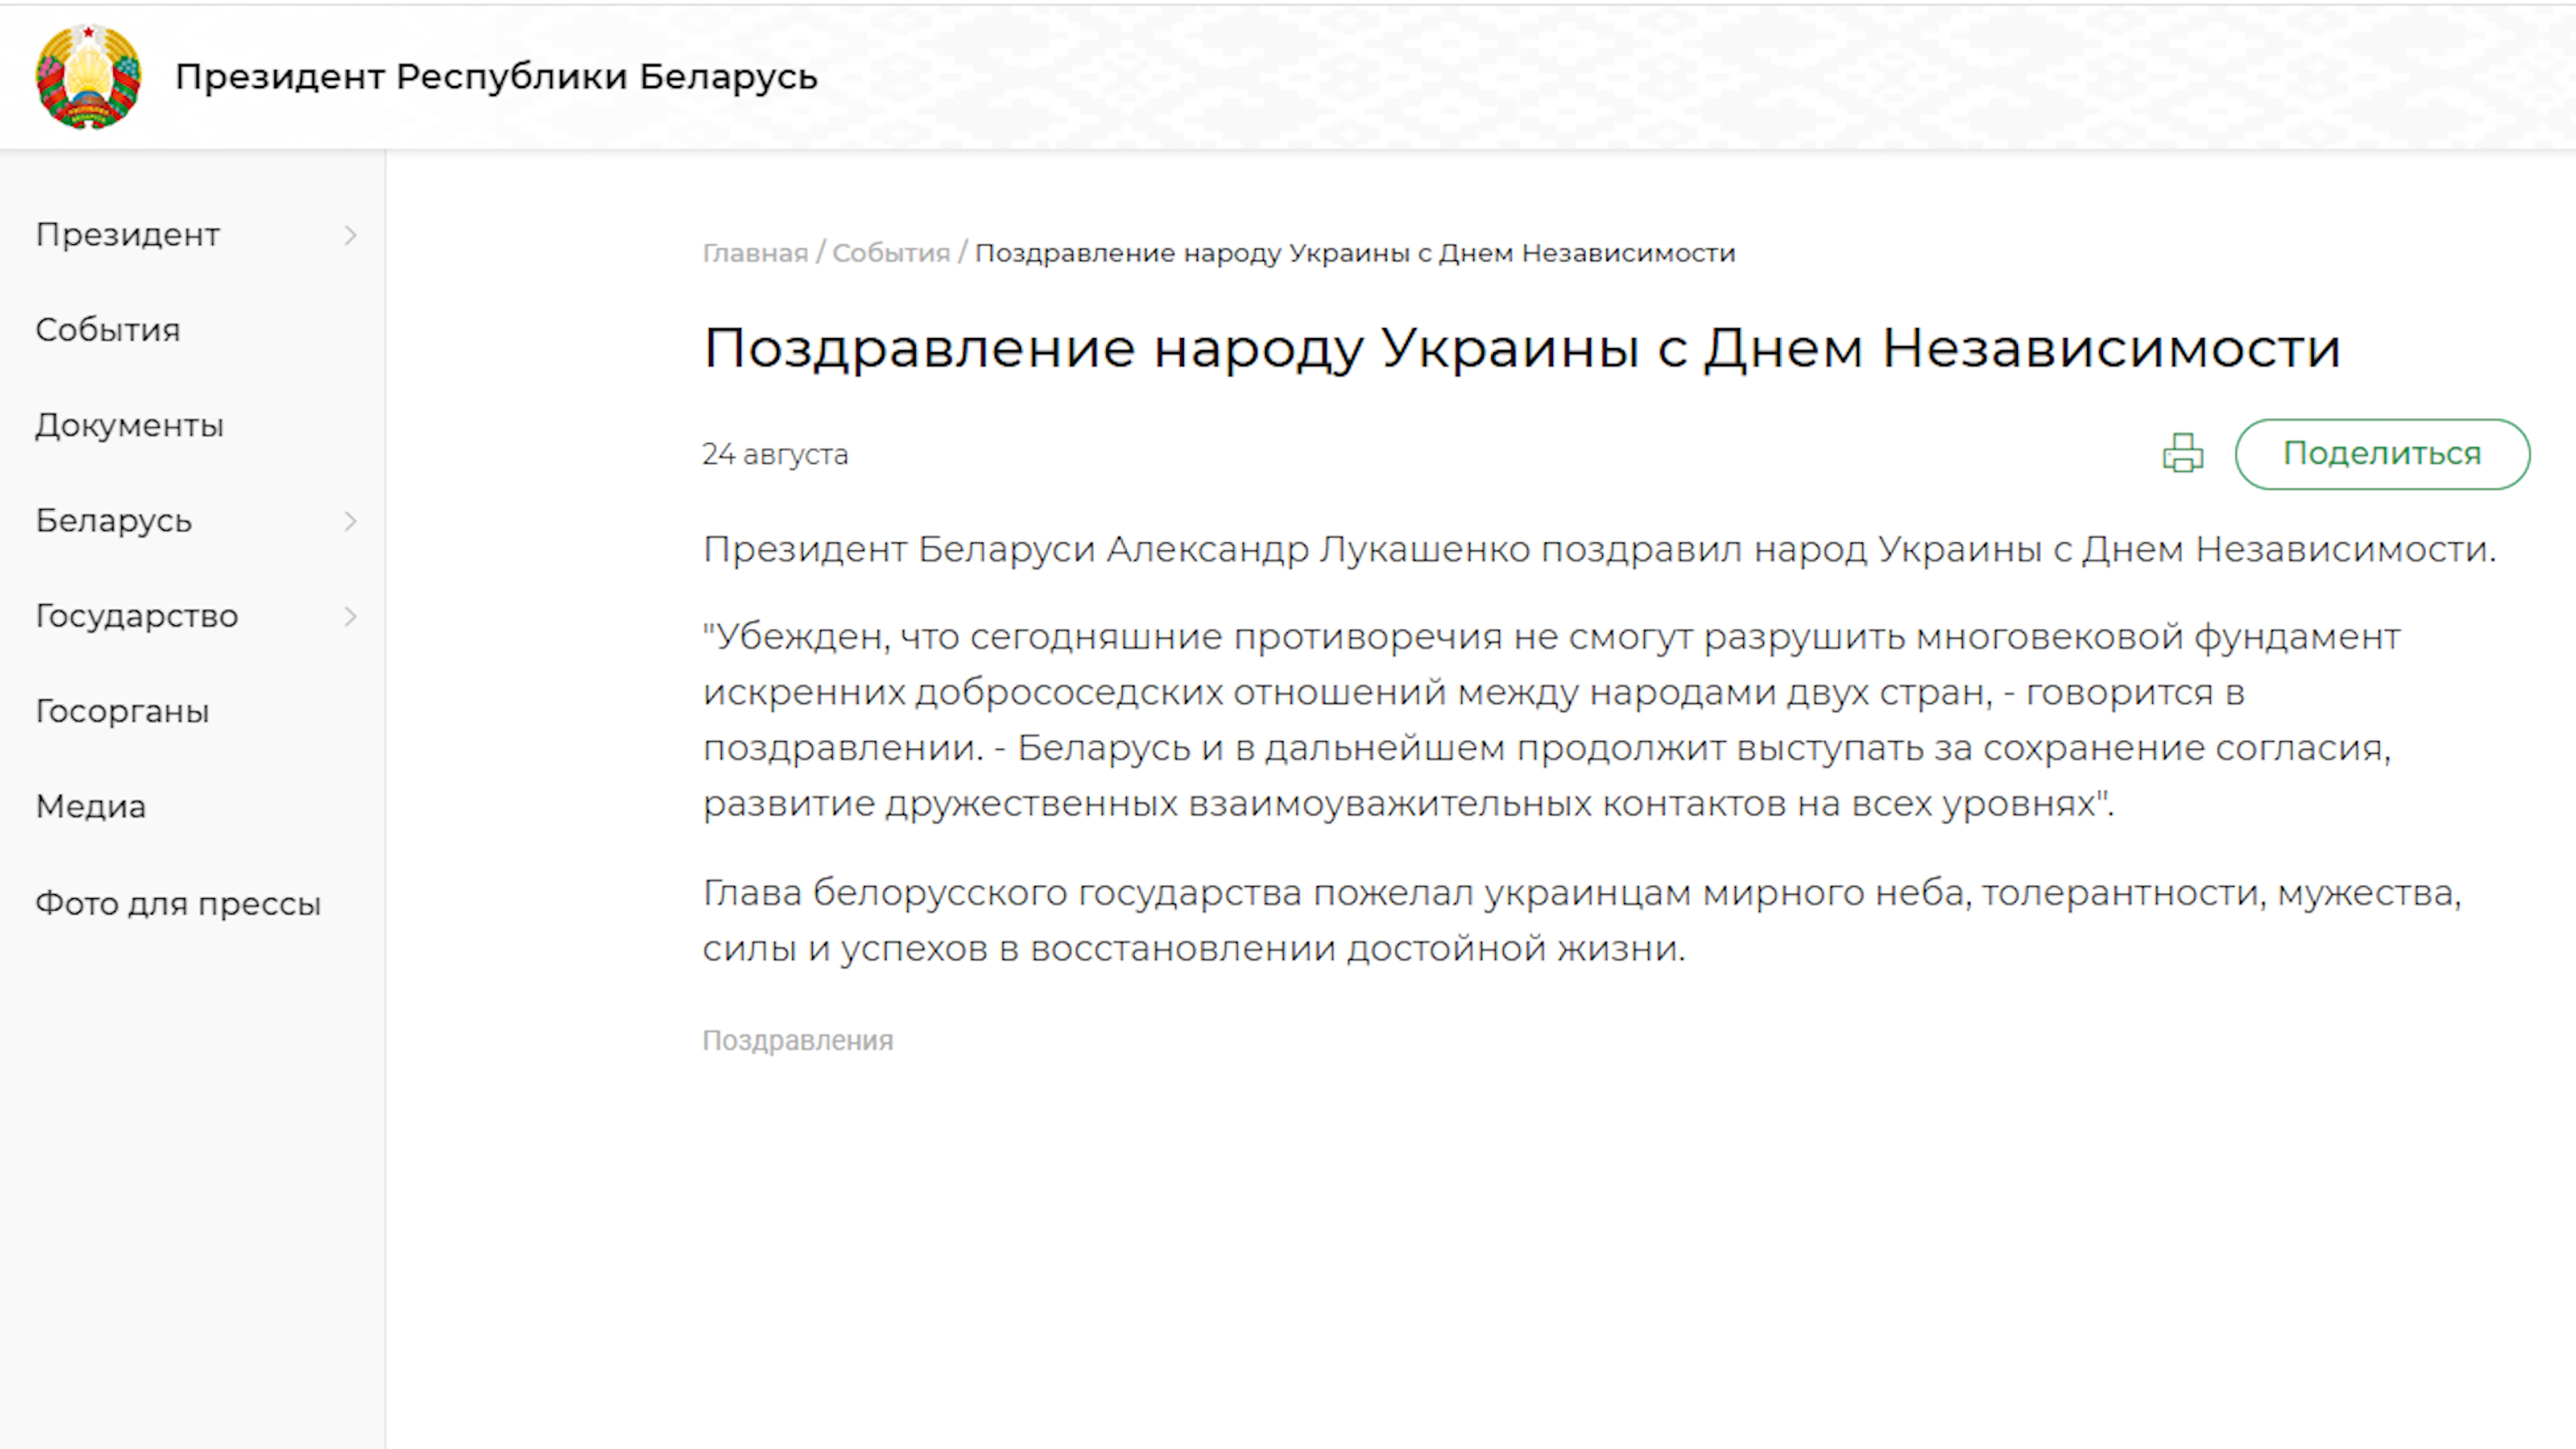 Президент Республики Беларусь
Президент
События
Документы
Беларусь
Государство
Госорганы
Медиа
Фото для прессы
Главная / События / Поздравление народу Украины с Днем Независимости
Поздравление народу Украины с Днем Независимости
24 августа
Поделиться
Президент Беларуси Александр Лукашенко поздравил народ Украины с Днем Независимости.
"Убежден, что сегодняшние противоречия не смогут разрушить многовековой фундамент
искренних добрососедских отношений между народами двух стран, - говорится в
поздравлении. - Беларусь и в дальнейшем продолжит выступать за сохранение согласия,
развитие дружественных взаимоуважительных контактов на всех уровнях".
Глава белорусского государства пожелал украинцам мирного неба, толерантности, мужества,
силы и успехов в восстановлении достойной жизни.
Поздравления